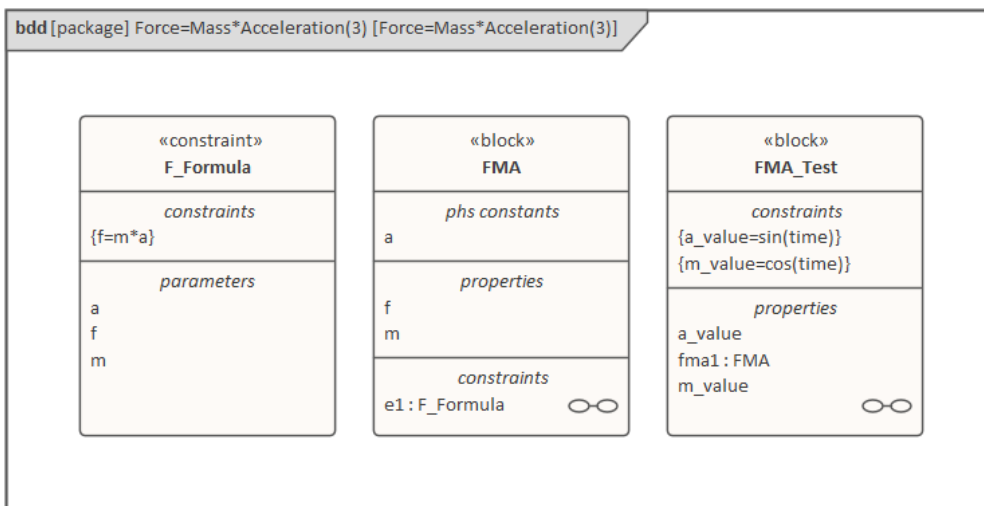 bdd [package] Force=Mass*Acceleration(3) [Force=Mass*Acceleration(3)]
«constraint»
F_Formula
constraints
{f=m*a}
parameters
a
f
m
«block»
FMA
phs constants
a
properties
f
m
constraints
e1 : F_Formula
«block»
FMA_Test
constraints
{a_value=sin(time)}
{m_value=cos(time)}
properties
a_value
fma1 : FMA
m_value